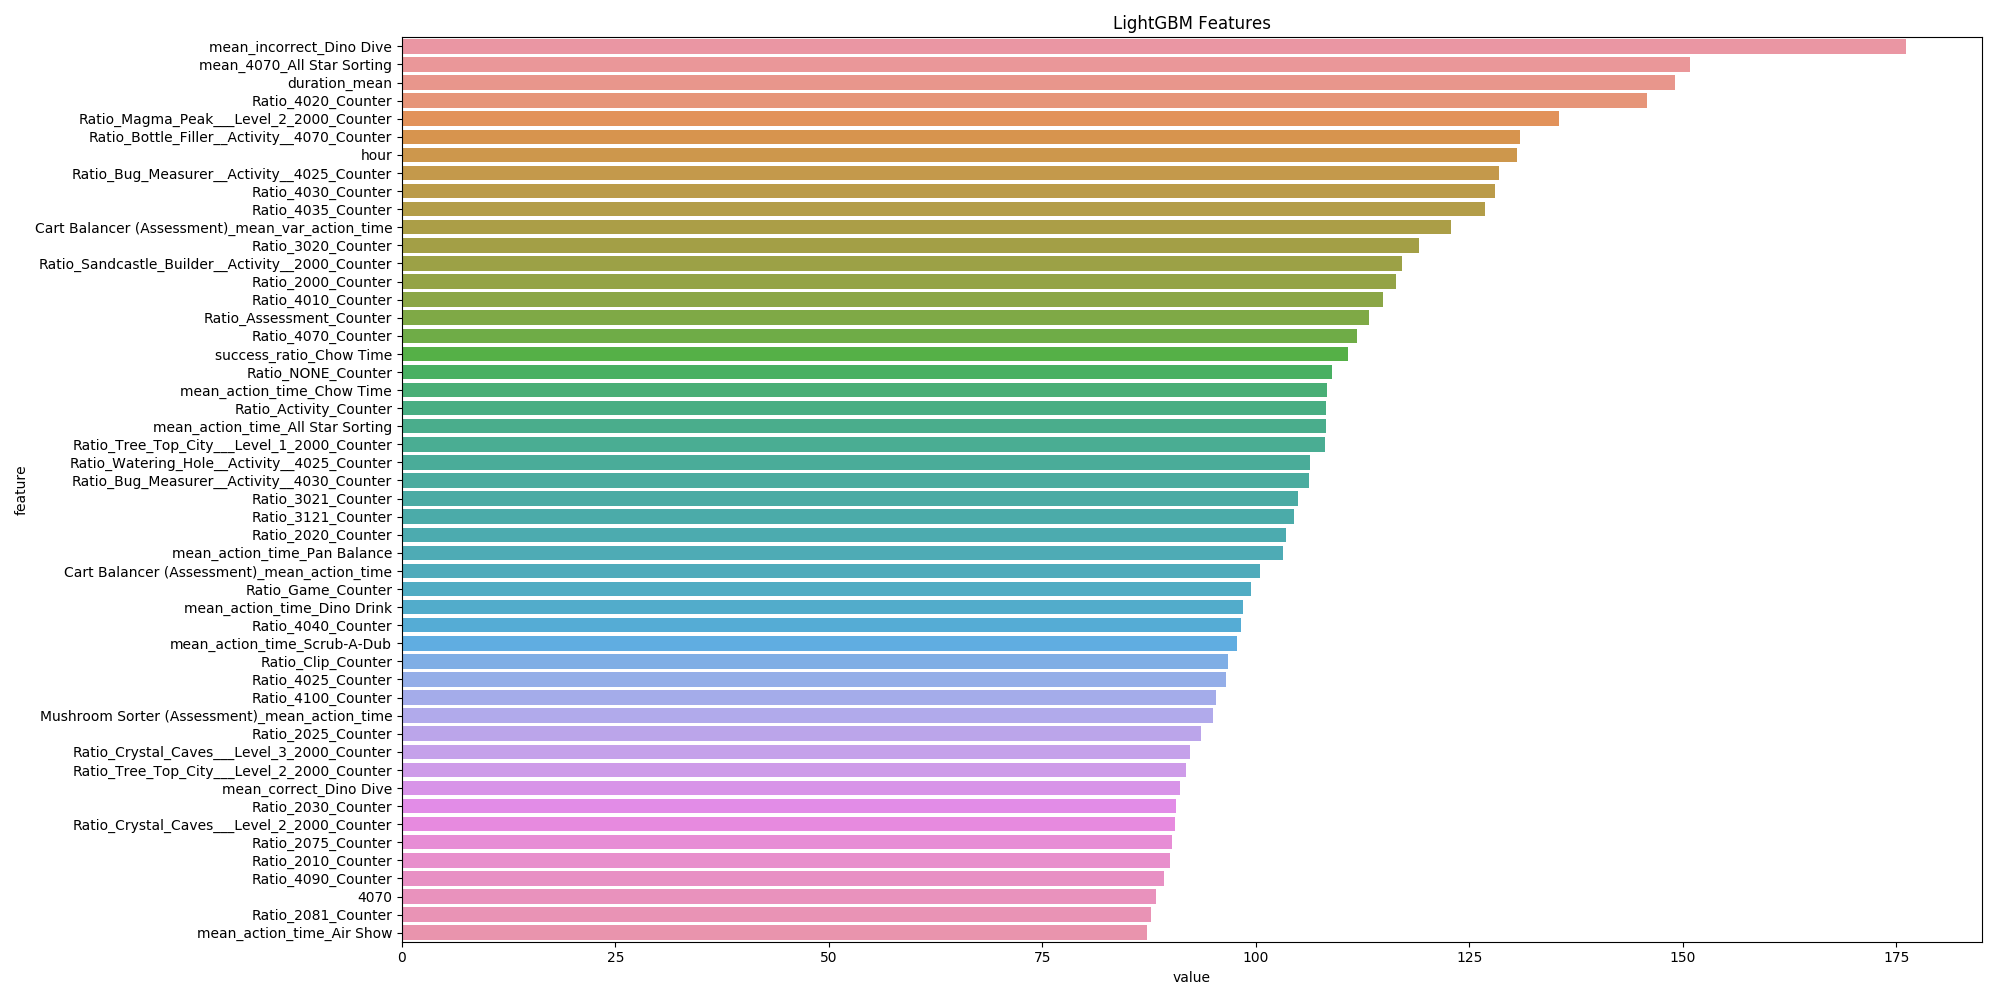 LightGBM Features
mean_incorrect_Dino Dive
mean_4070_All Star Sorting
duration_mean
Ratio_4020_Counter
Ratio_Magma_Peak___Level_2_2000_Counter
Ratio_Bottle_Filler__Activity__4070_Counter
hour
Ratio_Bug_Measurer__Activity__4025_Counter
Ratio_4030_Counter
Ratio_4035_Counter
Cart Balancer (Assessment)_mean_var_action_time
Ratio_3020_Counter
Ratio_Sandcastle_Builder__Activity__2000_Counter
Ratio_2000_Counter
Ratio_4010_Counter
Ratio_Assessment_Counter
Ratio_4070_Counter
success_ratio_Chow Time
Ratio_NONE_Counter
mean_action_time_Chow Time
Ratio_Activity_Counter
mean_action_time_All Star Sorting
Ratio_Tree_Top_City___Level_1_2000_Counter
Ratio_Watering_Hole__Activity__4025_Counter
Ratio_Bug_Measurer__Activity__4030_Counter
Ratio_3021_Counter
Ratio_3121_Counter
Ratio_2020_Counter
mean_action_time_Pan Balance
Cart Balancer (Assessment)_mean_action_time
Ratio_Game_Counter
mean_action_time_Dino Drink
Ratio_4040_Counter
mean_action_time_Scrub-A-Dub
Ratio_Clip_Counter
Ratio_4025_Counter
Ratio_4100_Counter
Mushroom Sorter (Assessment)_mean_action_time
Ratio_2025_Counter
Ratio_Crystal_Caves___Level_3_2000_Counter
Ratio_Tree_Top_City___Level_2_2000_Counter
mean_correct_Dino Dive
Ratio_2030_Counter
Ratio_Crystal_Caves___Level_2_2000_Counter
Ratio_2075_Counter
Ratio_2010_Counter
Ratio_4090_Counter
4070
Ratio_2081_Counter
mean_action_time_Air Show
feature
0 25 50 75 100 125 150 175
value